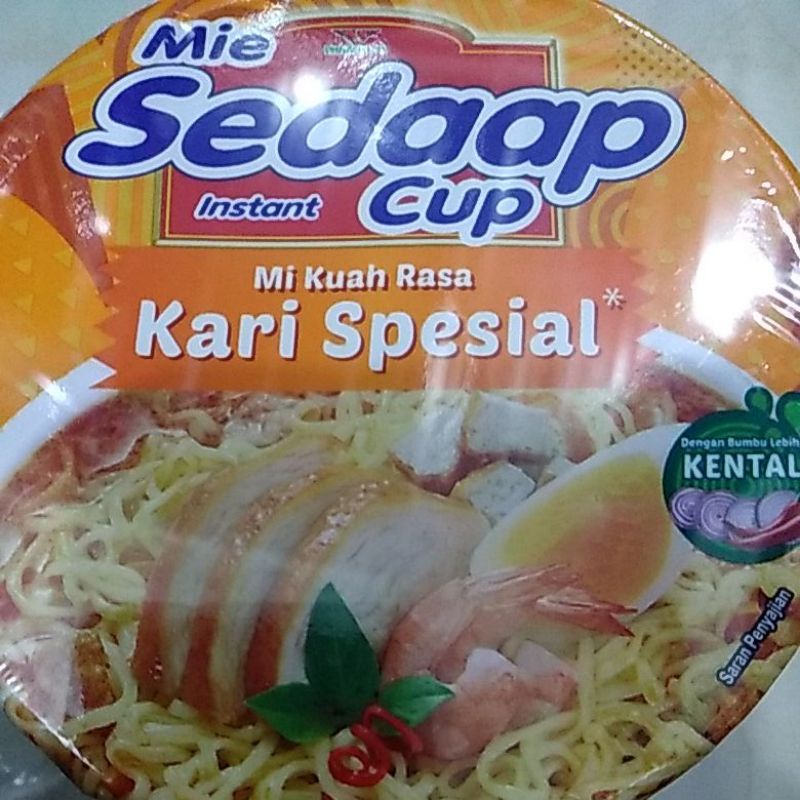 Mie
Sedaap
Instant Cup
Mi Kuah Rasa
Kari Spesial*
Dengan Bumbu Lebih
KENTAL
Saran Penyajian